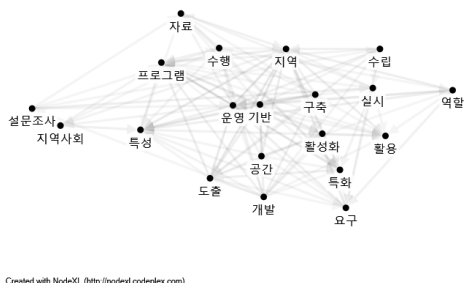 자료
수행
지역
수립
프로그램
실시
역할
구축
설문조사
운영
기반
지역사회
특성
활성화
활용
공간
특화
도출
개발
요구
Created with NodeXL (http://nodexl.codeplex.com)